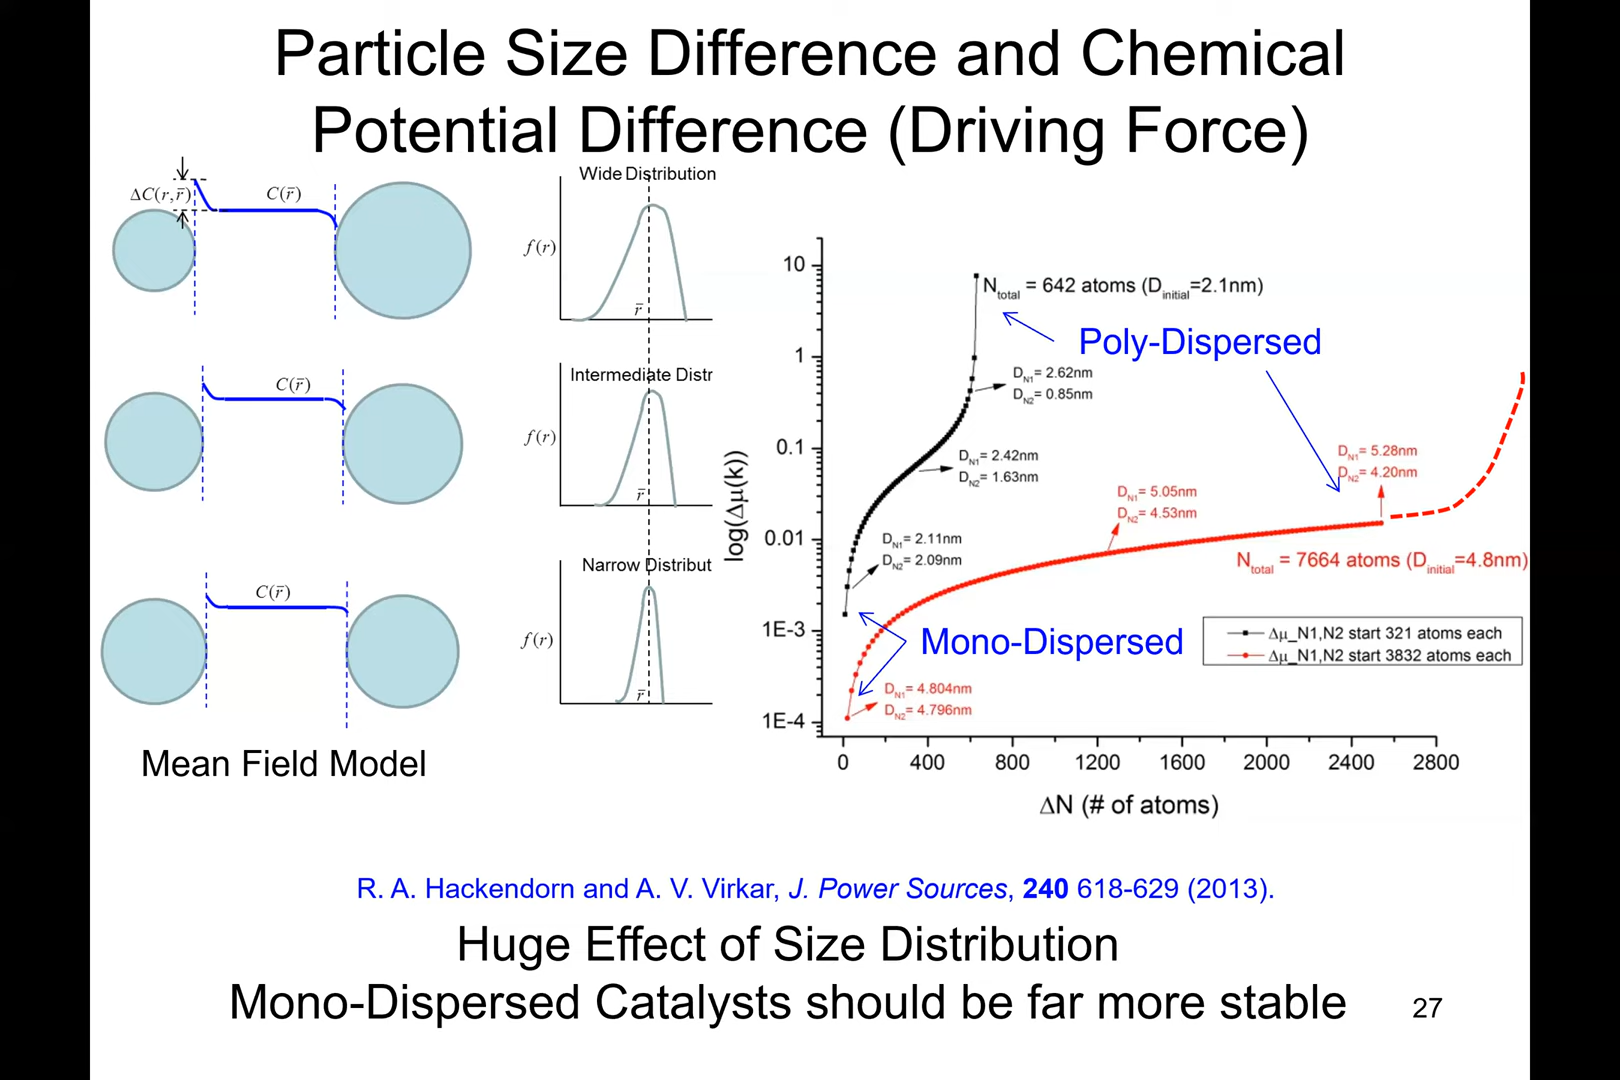 Particle Size Difference and Chemical
Potential Difference (Driving Force)
ΔC(r,r̄)
C(r̄)
Wide Distribution
f(r)
r̄
C(r̄)
Intermediate Distr
f(r)
r̄
C(r̄)
Narrow Distribut
f(r)
r̄
Mean Field Model
log(Δμ(k))
10
1
0.1
0.01
1E-3
1E-4
0
400
800
1200
1600
2000
2400
2800
ΔN (# of atoms)
N_total = 642 atoms (D_initial=2.1nm)
Poly-Dispersed
D_N1= 2.62nm
D_N2= 0.85nm
D_N1= 2.42nm
D_N2= 1.63nm
D_N1= 2.11nm
D_N2= 2.09nm
D_N1= 5.28nm
D_N2= 4.20nm
D_N1= 5.05nm
D_N2= 4.53nm
N_total = 7664 atoms (D_initial=4.8nm)
Mono-Dispersed
D_N1= 4.804nm
D_N2= 4.796nm
Δμ_N1,N2 start 321 atoms each
Δμ_N1,N2 start 3832 atoms each
R. A. Hackendorn and A. V. Virkar, J. Power Sources, 240 618-629 (2013).
Huge Effect of Size Distribution
Mono-Dispersed Catalysts should be far more stable
27